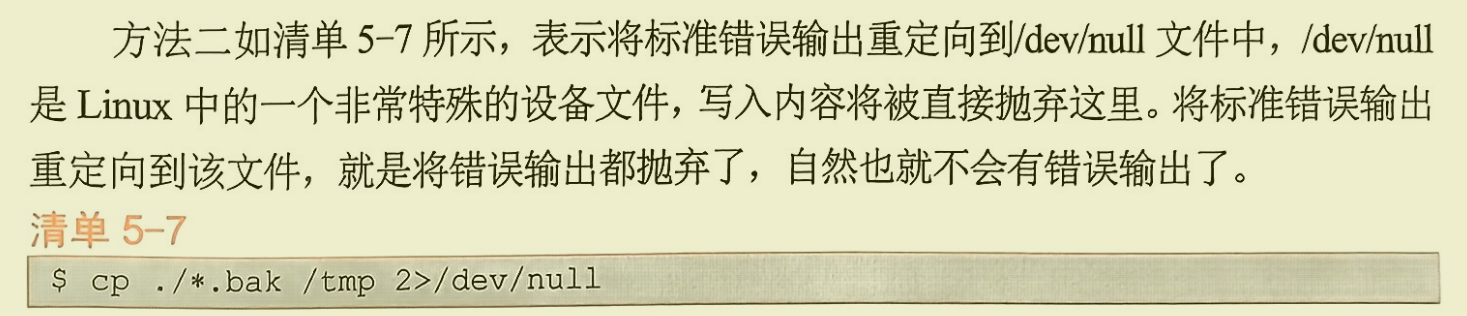 方法二如清单 5-7 所示，表示将标准错误输出重定向到/dev/null 文件中，/dev/null
是 Linux 中的一个非常特殊的设备文件，写入内容将被直接抛弃这里。将标准错误输出
重定向到该文件，就是将错误输出都抛弃了，自然也就不会有错误输出了。
清单 5-7
$ cp ./*.bak /tmp 2>/dev/null